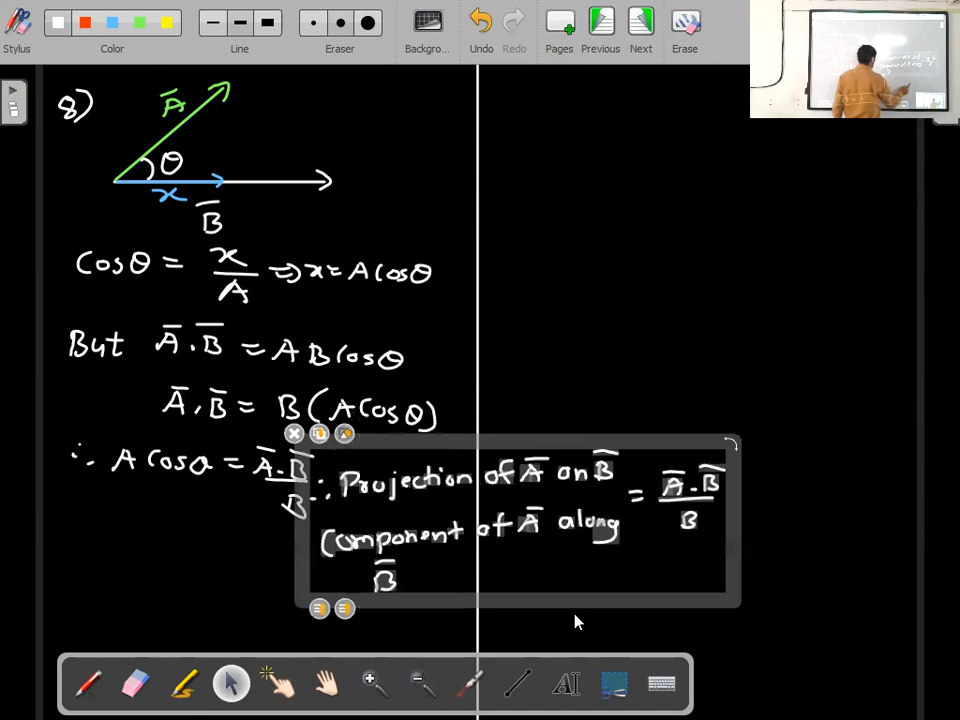 Stylus
Color
Line
Eraser
Backgro...
Undo
Redo
Pages
Previous
Next
Erase
8)
A̅
θ
x
B̅
Cosθ = x/A => x = A Cosθ
But A̅ . B̅ = A B Cosθ
A̅ . B̅ = B ( A Cosθ )
∴ A Cosθ = A̅ . B̅ / B
∴ Projection of A̅ on B̅
Component of A̅ along
B̅
= A̅ . B̅ / B
AI